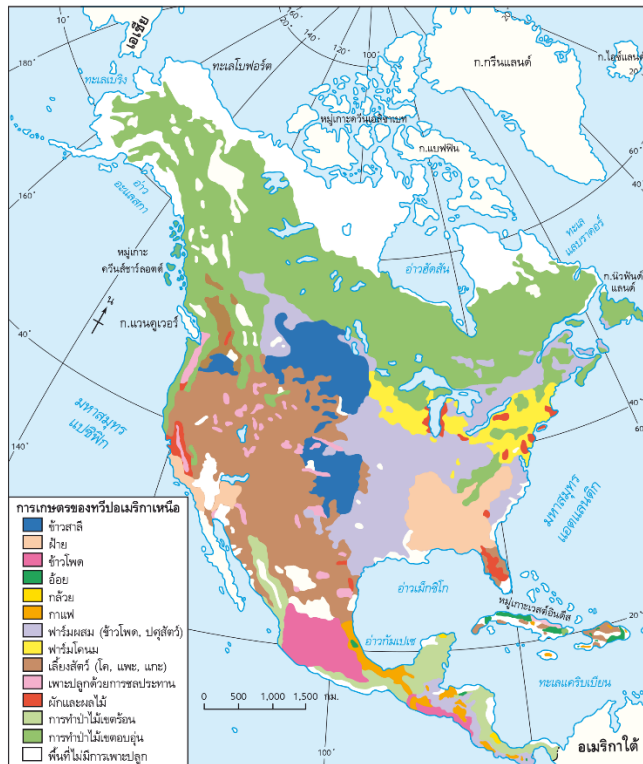 180°
เอเชีย
160°
20°
140°
120°
100°
80°
60°
40°
20°
ก.ไอซ์แลนด์
ทะเลโบฟอร์ต
ก.กรีนแลนด์
ทะเลเบริง
หมู่เกาะควีนเอลิซาเบท
ก.แบฟฟิน
60°
40°
160°
อ่าว
อะแลสกา
ทะเล
แลบราดอร์
หมู่เกาะ
ควีนส์ชาร์ลอตต์
อ่าวฮัดสัน
ก.นิวฟันด์
แลนด์
น
ก.แวนคูเวอร์
40°
140°
มหาสมุทร
แปซิฟิก
40°
60°
มหาสมุทร
แอตแลนติก
การเกษตรของทวีปอเมริกาเหนือ
ข้าวสาลี
ฝ้าย
ข้าวโพด
อ้อย
กล้วย
กาแฟ
ฟาร์มผสม (ข้าวโพด, ปศุสัตว์)
ฟาร์มโคนม
เลี้ยงสัตว์ (โค, แพะ, แกะ)
เพาะปลูกด้วยการชลประทาน
ผักและผลไม้
การทำป่าไม้เขตร้อน
การทำป่าไม้เขตอบอุ่น
พื้นที่ไม่มีการเพาะปลูก
อ่าวเม็กซิโก
หมู่เกาะเวสต์อินดีส
20°
อ่าวกัมเปเช
ทะเลแคริบเบียน
0 500 1,000 1,500 กม.
100°
80°
อเมริกาใต้